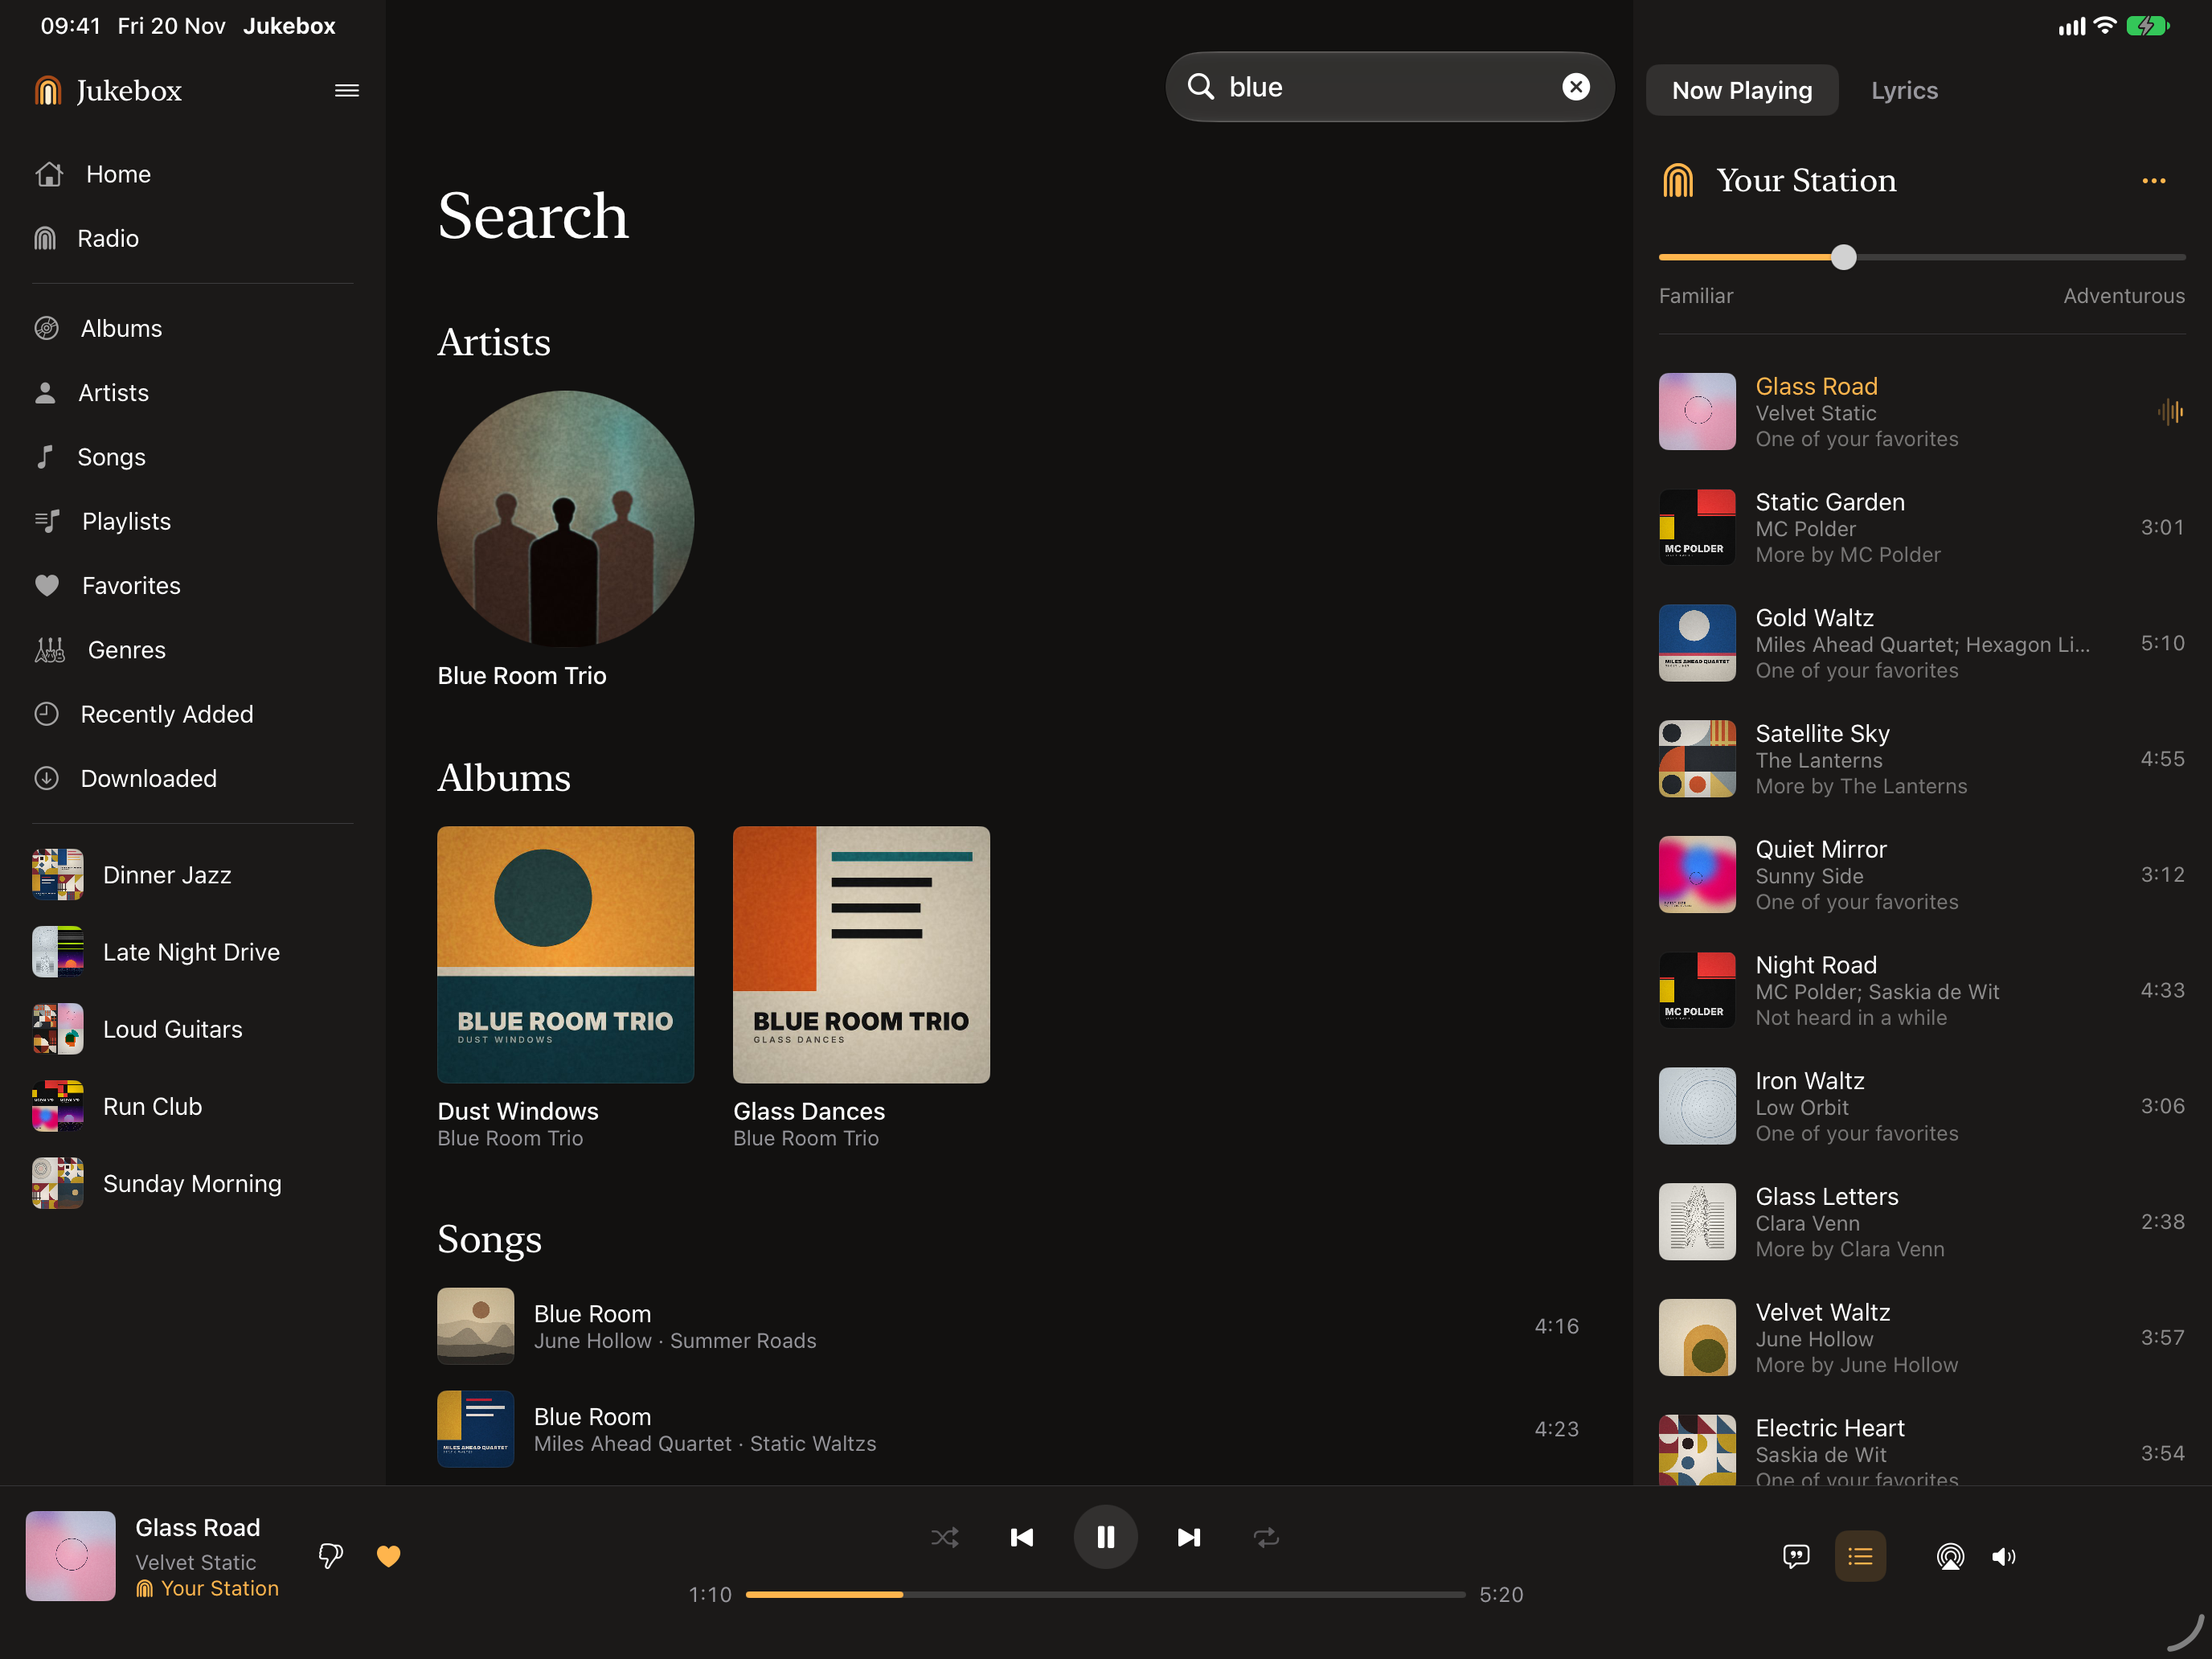 09:41 Fri 20 Nov Jukebox
Jukebox
Home
Radio
Albums
Artists
Songs
Playlists
Favorites
Genres
Recently Added
Downloaded
Dinner Jazz
Late Night Drive
Loud Guitars
Run Club
Sunday Morning
blue
Search
Artists
Blue Room Trio
Albums
BLUE ROOM TRIO
DUST WINDOWS
Dust Windows
Blue Room Trio
BLUE ROOM TRIO
GLASS DANCES
Glass Dances
Blue Room Trio
Songs
Blue Room
June Hollow · Summer Roads
4:16
MILES AHEAD QUARTET
Blue Room
Miles Ahead Quartet · Static Waltzs
4:23
Now Playing Lyrics
Your Station
Familiar Adventurous
Glass Road
Velvet Static
One of your favorites
MC POLDER
Static Garden
MC Polder
More by MC Polder
3:01
MILES AHEAD QUARTET
Gold Waltz
Miles Ahead Quartet; Hexagon Li...
One of your favorites
5:10
Satellite Sky
The Lanterns
More by The Lanterns
4:55
Quiet Mirror
Sunny Side
One of your favorites
3:12
MC POLDER
Night Road
MC Polder; Saskia de Wit
Not heard in a while
4:33
Iron Waltz
Low Orbit
One of your favorites
3:06
Glass Letters
Clara Venn
More by Clara Venn
2:38
Velvet Waltz
June Hollow
More by June Hollow
3:57
Electric Heart
Saskia de Wit
One of your favorites
3:54
Glass Road
Velvet Static
Your Station
1:10 5:20